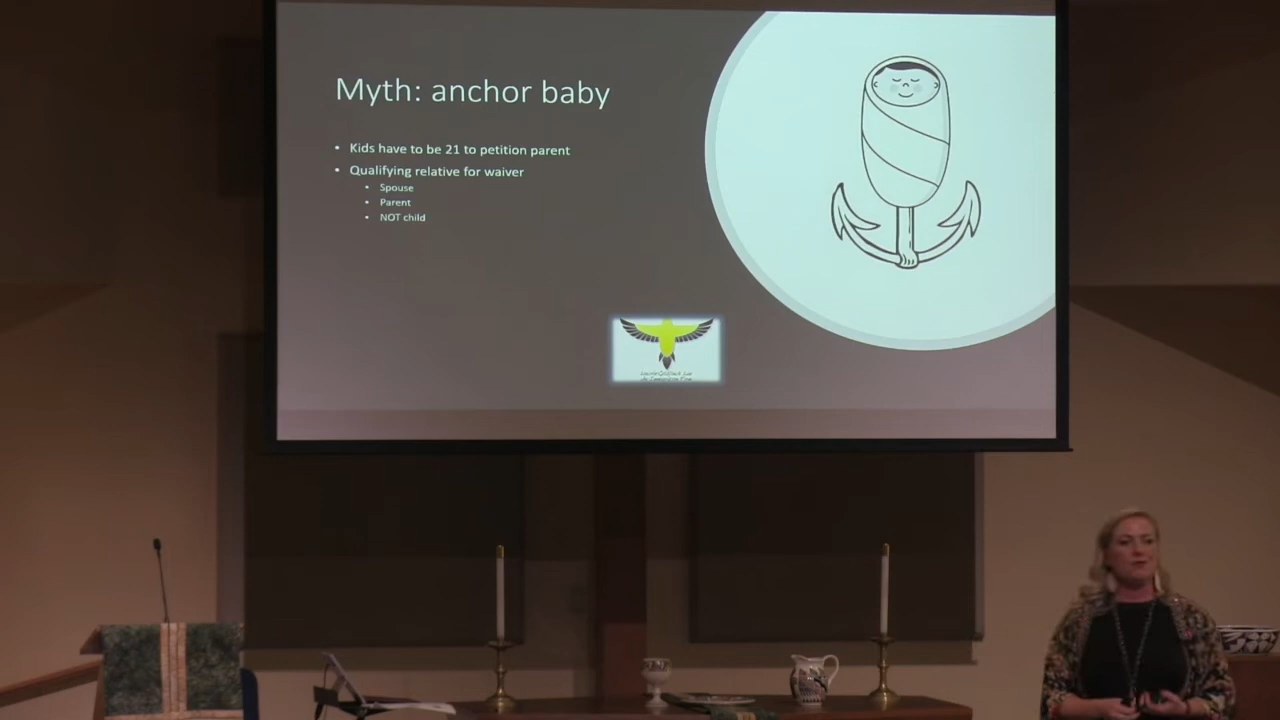 Myth: anchor baby
• Kids have to be 21 to petition parent
• Qualifying relative for waiver
• Spouse
• Parent
• NOT child